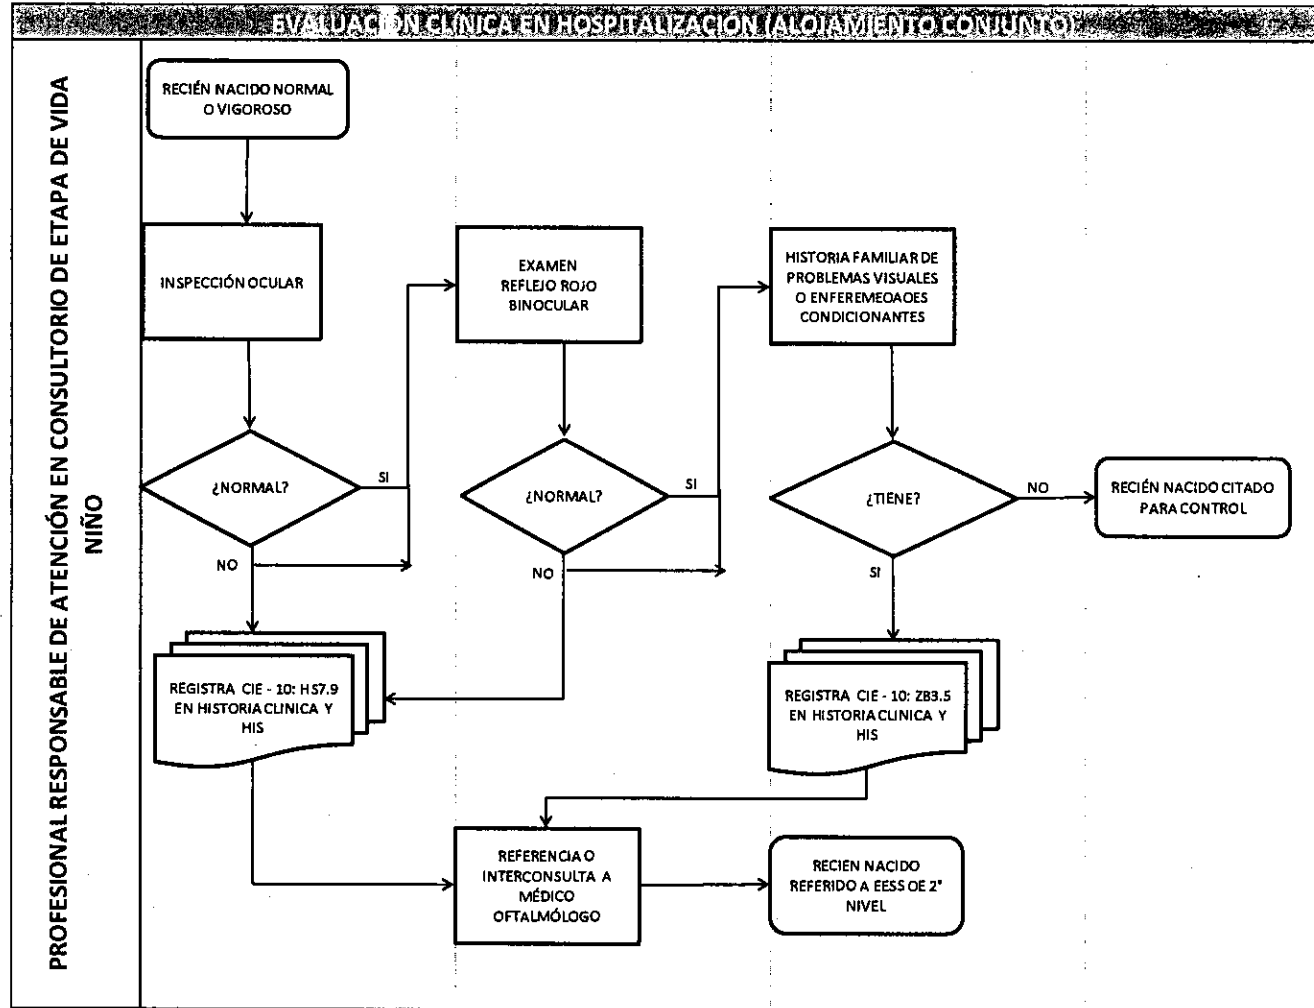 EVALUACIÓN CLÍNICA EN HOSPITALIZACIÓN (ALOJAMIENTO CONJUNTO)
PROFESIONAL RESPONSABLE DE ATENCIÓN EN CONSULTORIO DE ETAPA DE VIDA
NIÑO
RECIÉN NACIDO NORMAL
O VIGOROSO
INSPECCIÓN OCULAR
EXAMEN
REFLEJO ROJO
BINOCULAR
HISTORIA FAMILIAR DE
PROBLEMAS VISUALES
O ENFEREMEOAOES
CONDICIONANTES
¿NORMAL?
SI
NO
¿NORMAL?
SI
NO
¿TIENE?
NO
SI
RECIÉN NACIDO CITADO
PARA CONTROL
REGISTRA CIE - 10: HS7.9
EN HISTORIA CLINICA Y
HIS
REGISTRA CIE - 10: ZB3.5
EN HISTORIA CLINICA Y
HIS
REFERENCIA O
INTERCONSULTA A
MÉDICO
OFTALMÓLOGO
RECIEN NACIDO
REFERIDO A EESS OE 2°
NIVEL